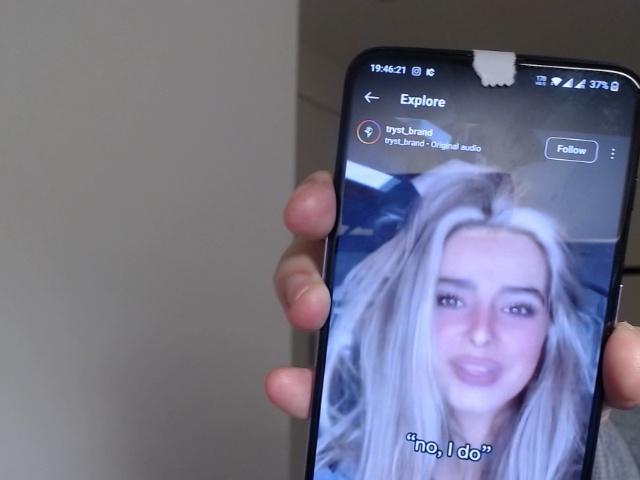 19:46:21 37%
Explore
tryst_brand
tryst_brand • Original audio
Follow
“no, I do”